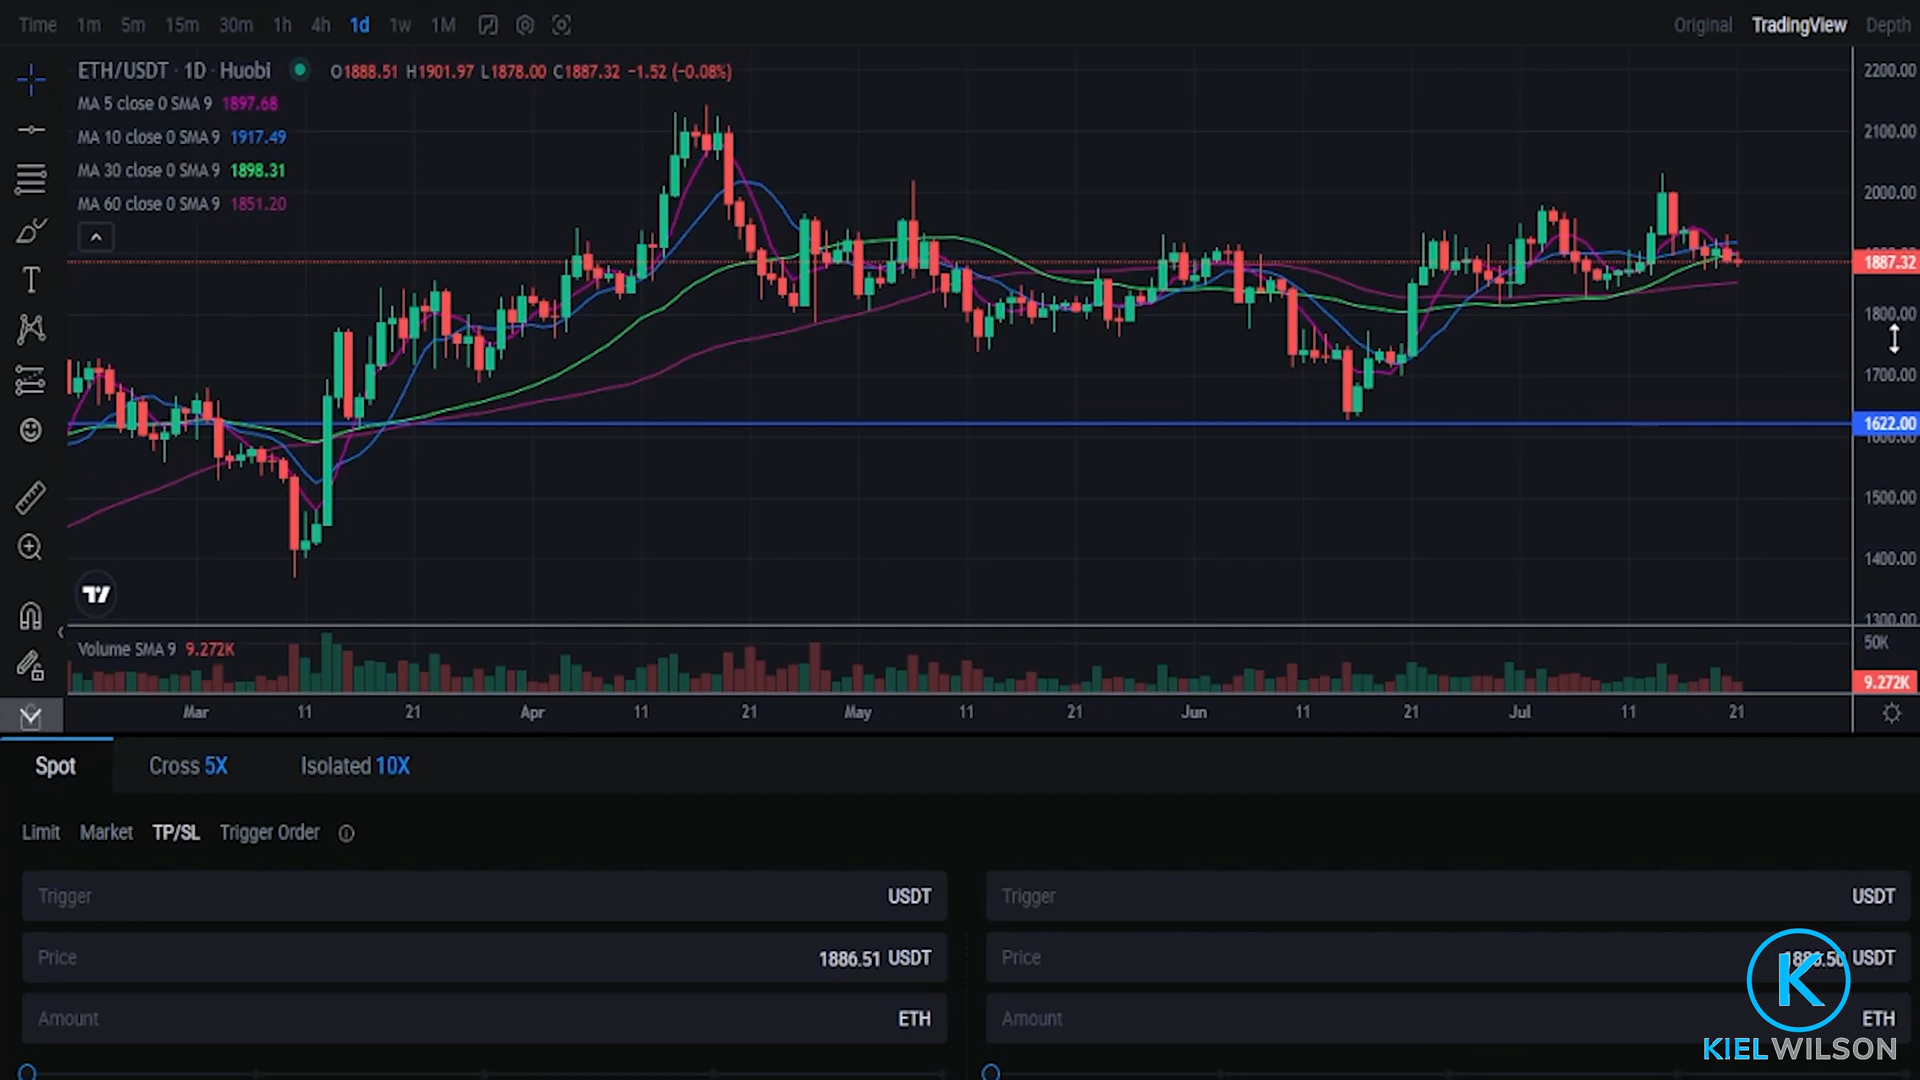 Time 1m 5m 15m 30m 1h 4h 1d 1w 1M Original TradingView Depth
ETH/USDT · 1D · Huobi O1888.51 H1901.97 L1878.00 C1887.32 −1.52 (−0.08%)
MA 5 close 0 SMA 9 1897.68
MA 10 close 0 SMA 9 1917.49
MA 30 close 0 SMA 9 1898.31
MA 60 close 0 SMA 9 1851.20
2200.00
2100.00
2000.00
1887.32
1800.00
1700.00
1622.00
1600.00
1500.00
1400.00
1300.00
Volume SMA 9 9.272K
50K
9.272K
Mar 11 21 Apr 11 21 May 11 21 Jun 11 21 Jul 11 21
Spot Cross 5X Isolated 10X
Limit Market TP/SL Trigger Order
Trigger USDT Trigger USDT
Price 1886.51 USDT Price USDT
Amount ETH Amount ETH
K
KIELWILSON